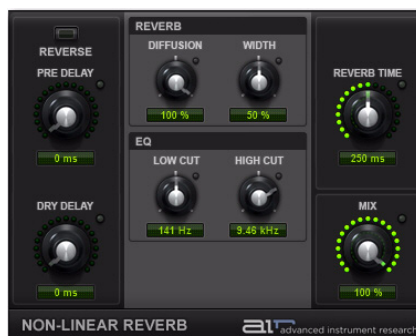 REVERSE
PRE DELAY
0 ms
DRY DELAY
0 ms
REVERB
DIFFUSION WIDTH
100 % 50 %
EQ
LOW CUT HIGH CUT
141 Hz 9.46 kHz
REVERB TIME
250 ms
MIX
100 %
NON-LINEAR REVERB
aır advanced instrument research